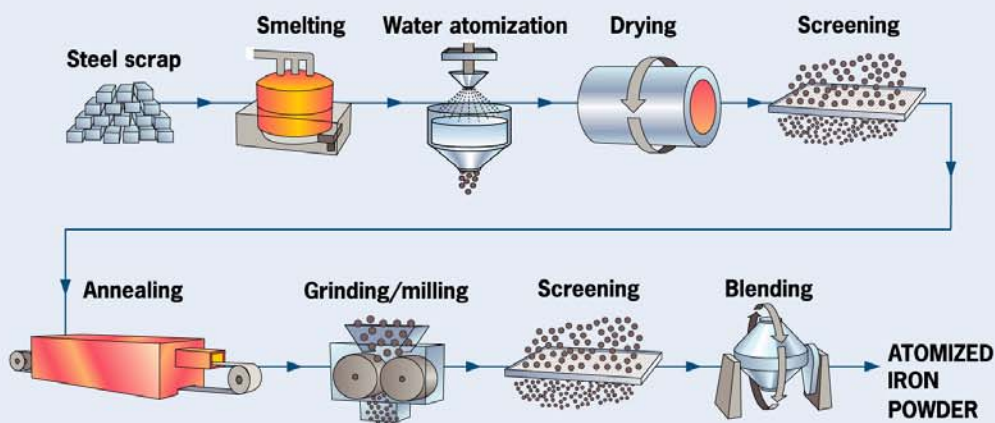 Steel scrap
Smelting
Water atomization
Drying
Screening
Annealing
Grinding/milling
Screening
Blending
ATOMIZED
IRON
POWDER